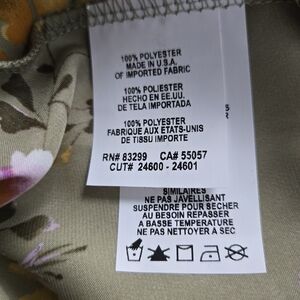 100% POLYESTER
MADE IN U.S.A.
OF IMPORTED FABRIC
100% POLIESTER
HECHO EN EE.UU.
DE TELA IMPORTADA
100% POLYESTER
FABRIQUE AUX ETATS-UNIS
DE TISSU IMPORTE
RN# 83299 CA# 55057
CUT# 24600 - 24601
SIMILAIRES
NE PAS JAVELLISANT
SUSPENDRE POUR SECHER
AU BESOIN REPASSER
A BASSE TEMPERATURE
NE PAS NETTOYER A SEC